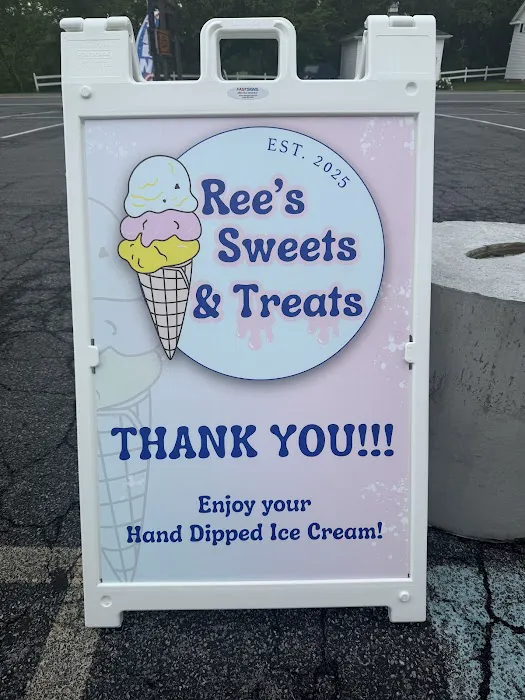 EST. 2025
Ree's
Sweets
& Treats
THANK YOU!!!
Enjoy your
Hand Dipped Ice Cream!